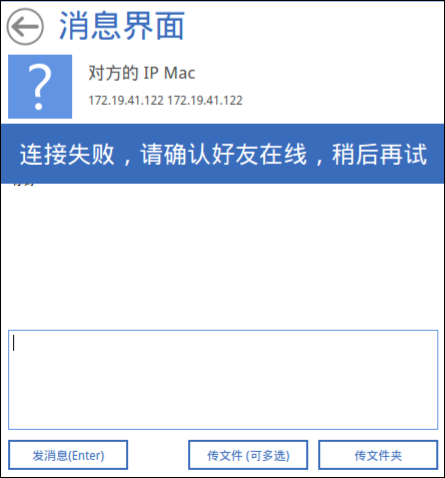 消息界面
?
对方的 IP Mac
172.19.41.122 172.19.41.122
连接失败，请确认好友在线，稍后再试
发消息(Enter)
传文件 (可多选)
传文件夹